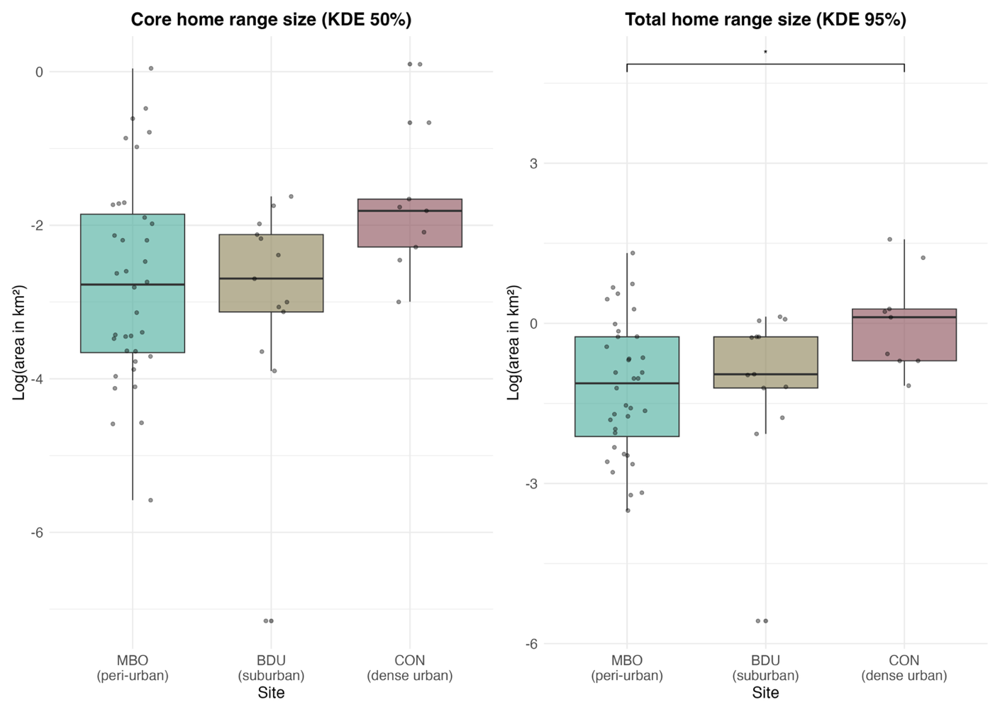 Core home range size (KDE 50%)
Log(area in km²)
0
-2
-4
-6
MBO
(peri-urban)
BDU
(suburban)
CON
(dense urban)
Site
Total home range size (KDE 95%)
*
Log(area in km²)
3
0
-3
-6
MBO
(peri-urban)
BDU
(suburban)
CON
(dense urban)
Site